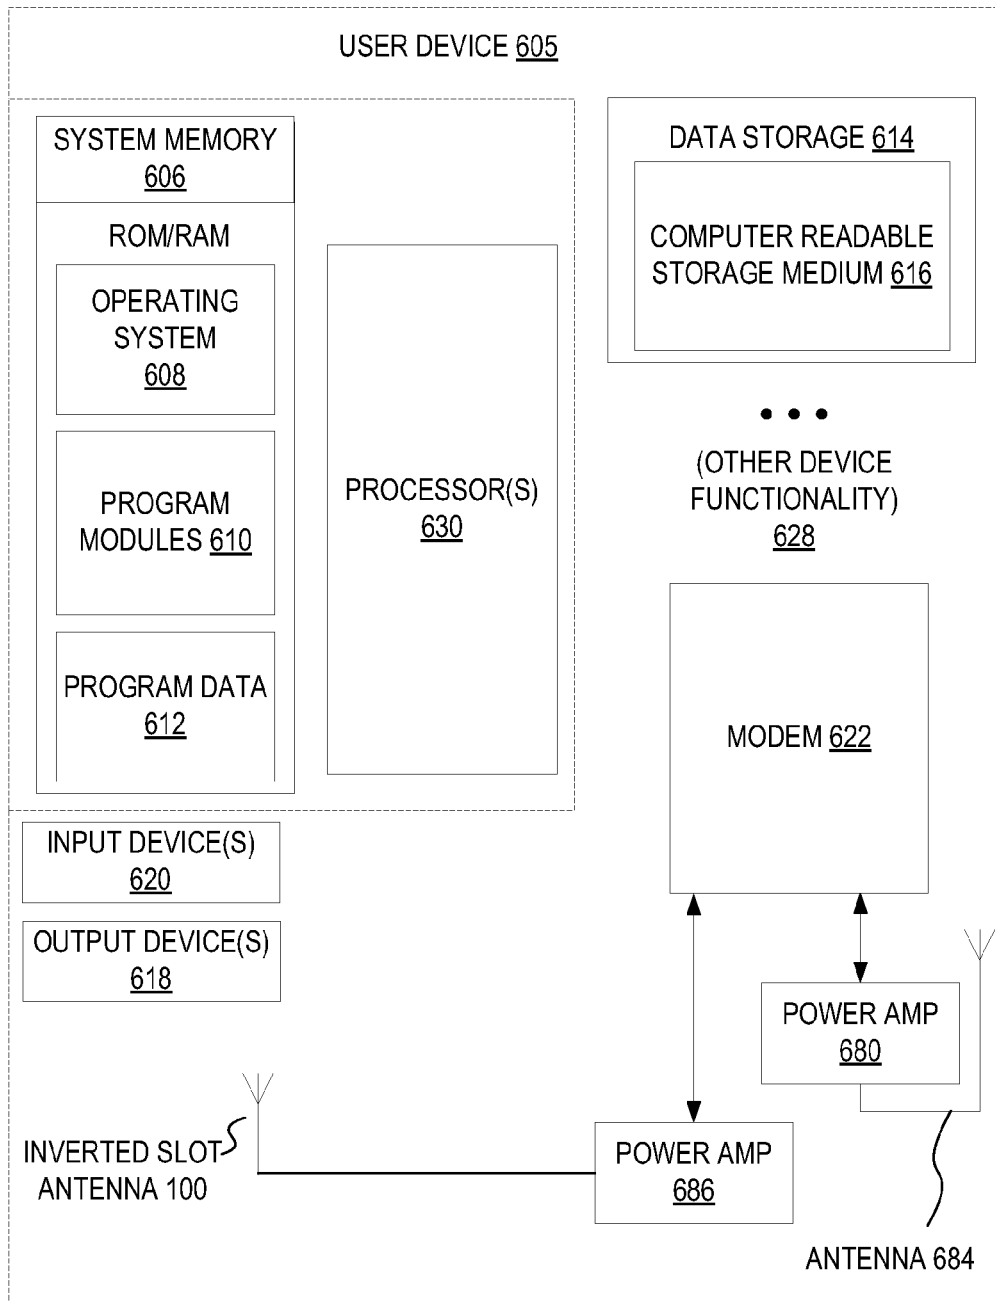 USER DEVICE 605
SYSTEM MEMORY
606
ROM/RAM
OPERATING
SYSTEM
608
PROGRAM
MODULES 610
PROGRAM DATA
612
PROCESSOR(S)
630
DATA STORAGE 614
COMPUTER READABLE
STORAGE MEDIUM 616
(OTHER DEVICE
FUNCTIONALITY)
628
MODEM 622
INPUT DEVICE(S)
620
OUTPUT DEVICE(S)
618
POWER AMP
680
INVERTED SLOT
ANTENNA 100
POWER AMP
686
ANTENNA 684